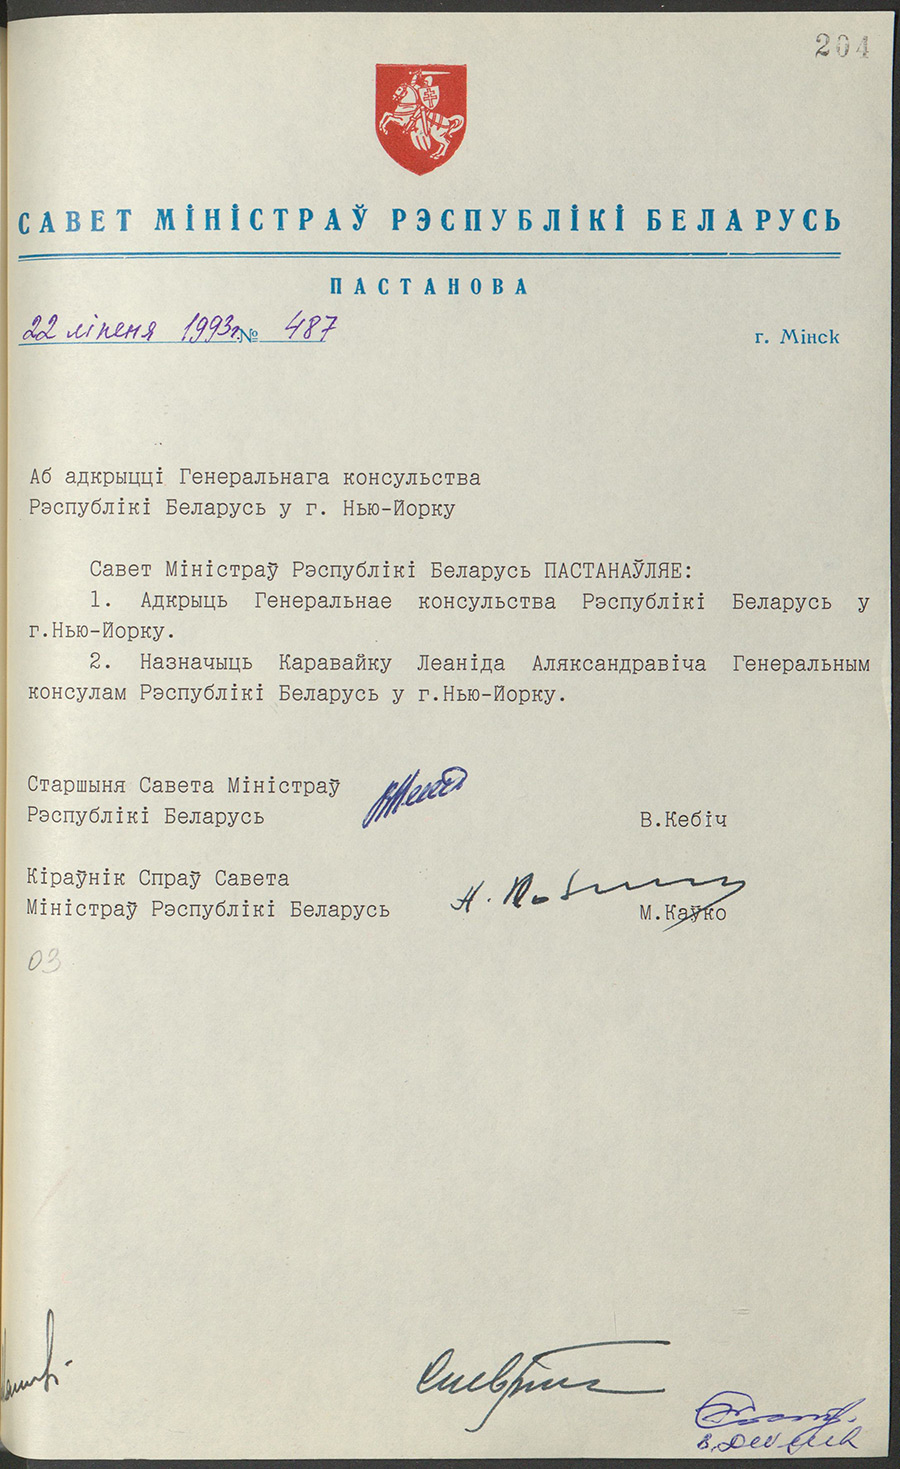 204
САВЕТ МІНІСТРАЎ РЭСПУБЛІКІ БЕЛАРУСЬ
ПАСТАНОВА
22 ліпеня 1993г. № 487
г. Мінск
Аб адкрыцці Генеральнага консульства
Рэспублікі Беларусь у г. Нью-Йорку
Савет Міністраў Рэспублікі Беларусь ПАСТАНАЎЛЯЕ:
1. Адкрыць Генеральнае консульства Рэспублікі Беларусь у
г.Нью-Йорку.
2. Назначыць Каравайку Леаніда Аляксандравіча Генеральным
консулам Рэспублікі Беларусь у г.Нью-Йорку.
Старшыня Савета Міністраў
Рэспублікі Беларусь
В.Кебіч
Кіраўнік Спраў Савета
Міністраў Рэспублікі Беларусь
М.Каўко
03